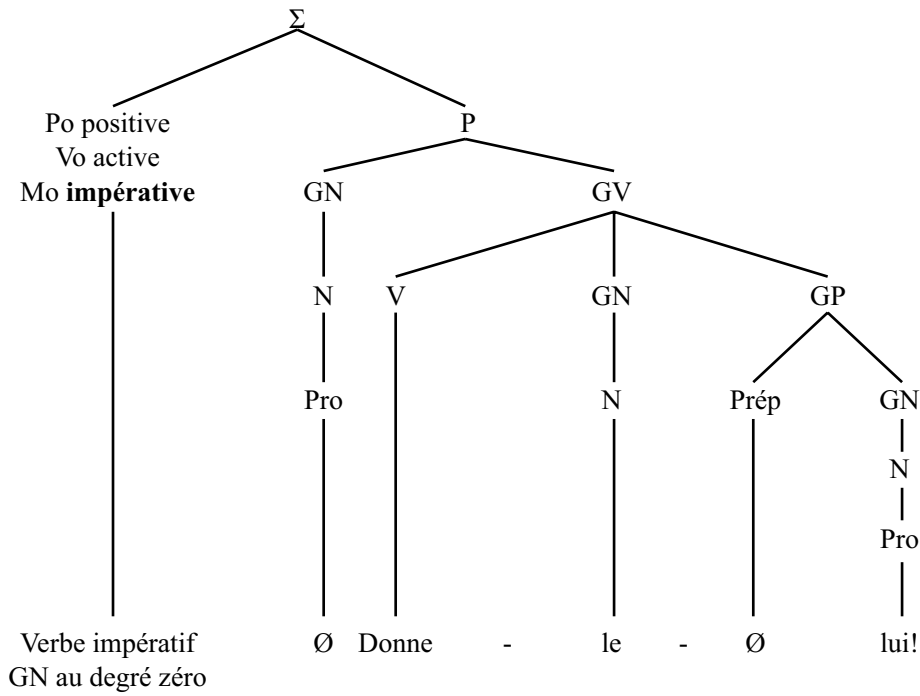 Σ
Po positive P
Vo active
Mo impérative GN GV
N V GN GP
Pro N Prép GN
N
Pro
Verbe impératif Ø Donne - le - Ø lui!
GN au degré zéro